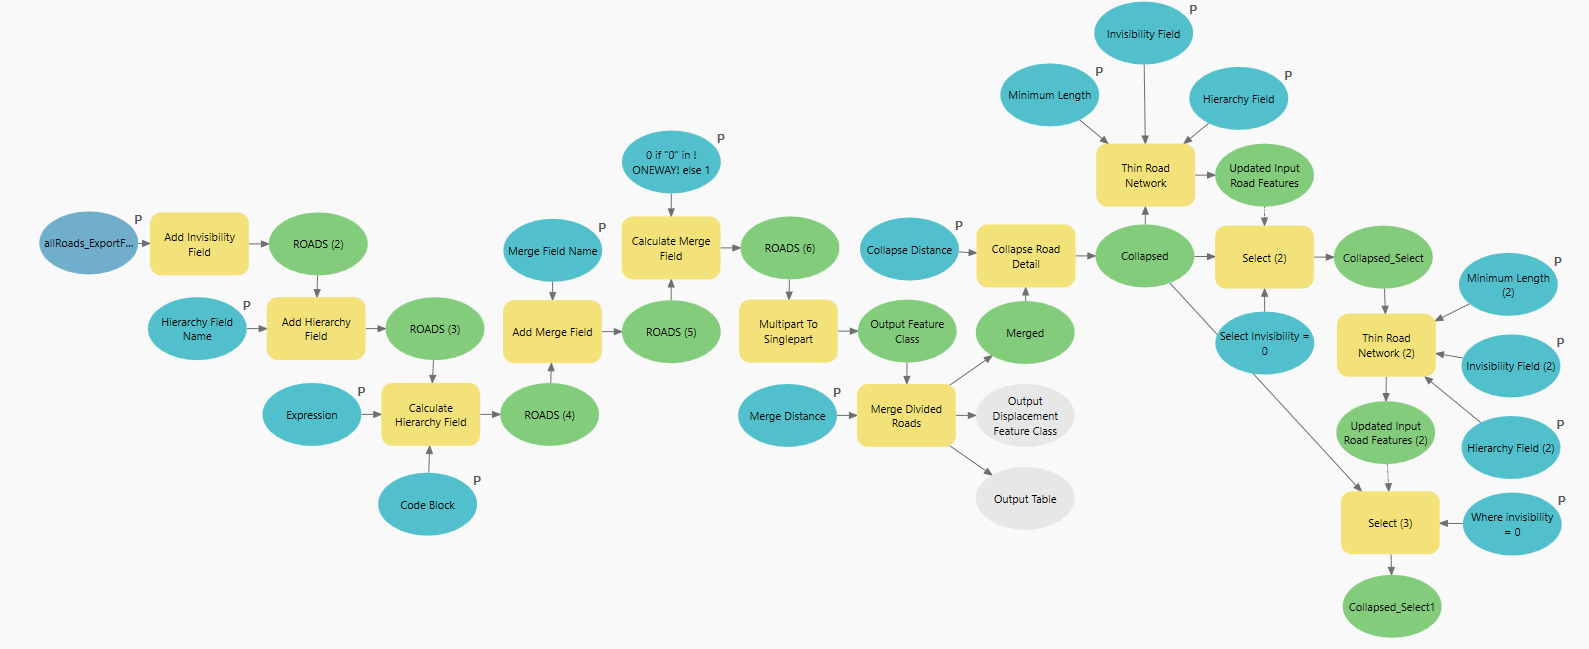 P
Invisibility Field
P
Minimum Length
P
Hierarchy Field
P
0 if "0" in !
ONEWAY! else 1
Thin Road
Network
Updated Input
Road Features
P
allRoads_ExportF...
Add Invisibility
Field
ROADS (2)
P
Merge Field Name
Calculate Merge
Field
ROADS (6)
P
Collapse Distance
Collapse Road
Detail
Collapsed
Select (2)
Collapsed_Select
P
Minimum Length
(2)
P
Hierarchy Field
Name
Add Hierarchy
Field
ROADS (3)
Add Merge Field
ROADS (5)
Multipart To
Singlepart
Output Feature
Class
Merged
Select Invisibility =
0
Thin Road
Network (2)
P
Invisibility Field (2)
P
Expression
Calculate
Hierarchy Field
ROADS (4)
P
Merge Distance
Merge Divided
Roads
Output
Displacement
Feature Class
Updated Input
Road Features (2)
P
Hierarchy Field (2)
P
Code Block
Output Table
Select (3)
P
Where invisibility
= 0
Collapsed_Select1